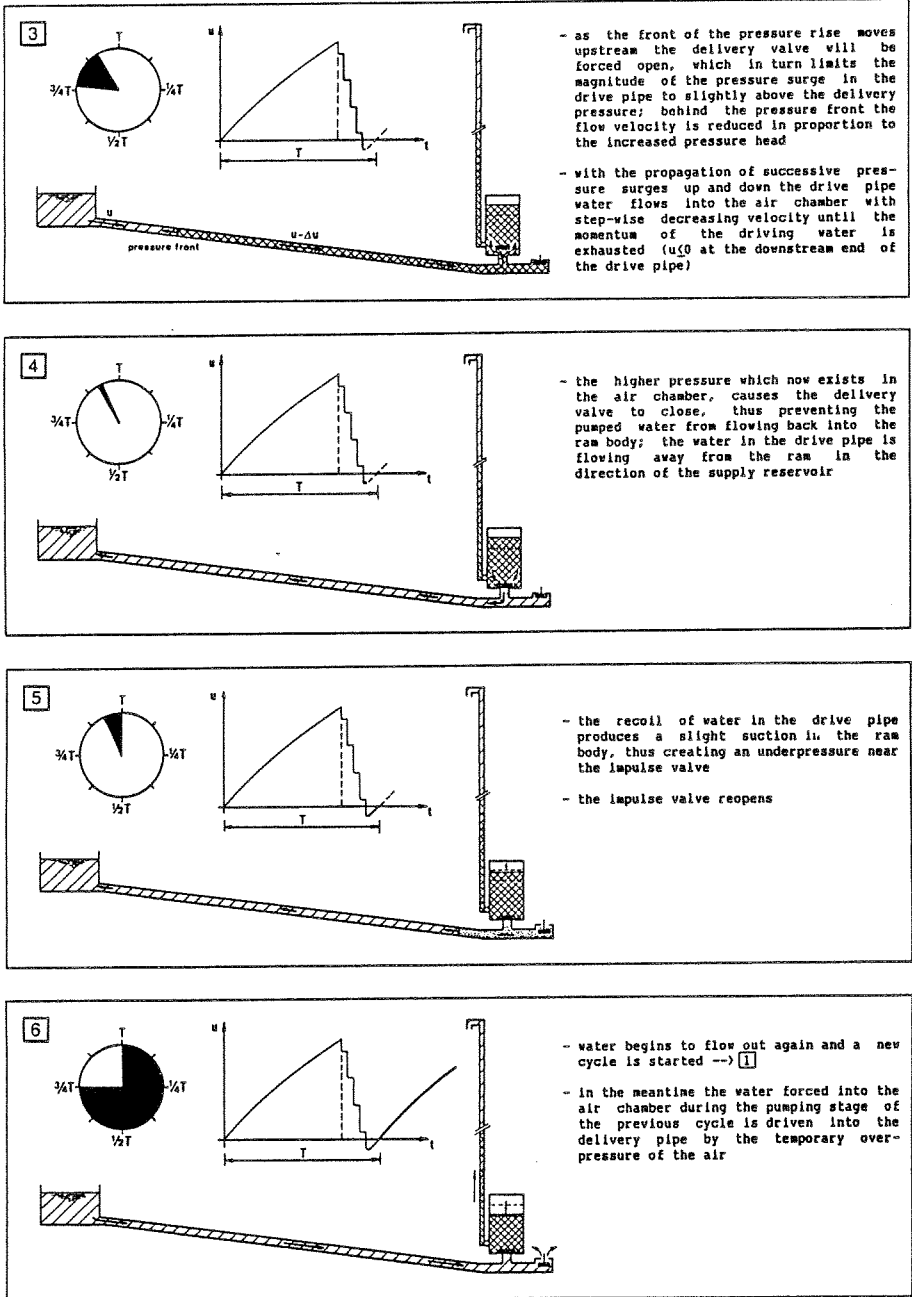 3
T
¾T
¼T
½T
u
t
T
u
pressure front
u-Δu
- as the front of the pressure rise moves
upstream the delivery valve will be
forced open, which in turn limits the
magnitude of the pressure surge in the
drive pipe to slightly above the delivery
pressure; behind the pressure front the
flow velocity is reduced in proportion to
the increased pressure head
- with the propagation of successive pres-
sure surges up and down the drive pipe
water flows into the air chamber with
step-wise decreasing velocity until the
momentum of the driving water is
exhausted (u≤0 at the downstream end of
the drive pipe)
4
T
¾T
¼T
½T
u
t
T
- the higher pressure which now exists in
the air chamber, causes the delivery
valve to close, thus preventing the
pumped water from flowing back into the
ram body; the water in the drive pipe is
flowing away from the ram in the
direction of the supply reservoir
5
T
¾T
¼T
½T
u
t
T
- the recoil of water in the drive pipe
produces a slight suction in the ram
body, thus creating an underpressure near
the impulse valve
- the impulse valve reopens
6
T
¾T
¼T
½T
u
t
T
- water begins to flow out again and a new
cycle is started --> 1
- in the meantime the water forced into the
air chamber during the pumping stage of
the previous cycle is driven into the
delivery pipe by the temporary over-
pressure of the air